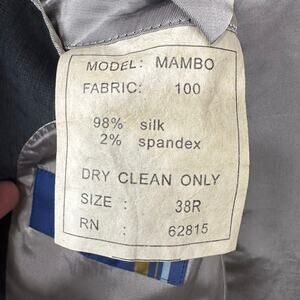 MODEL: MAMBO
FABRIC: 100
98% silk
2% spandex
DRY CLEAN ONLY
SIZE : 38R
RN : 62815